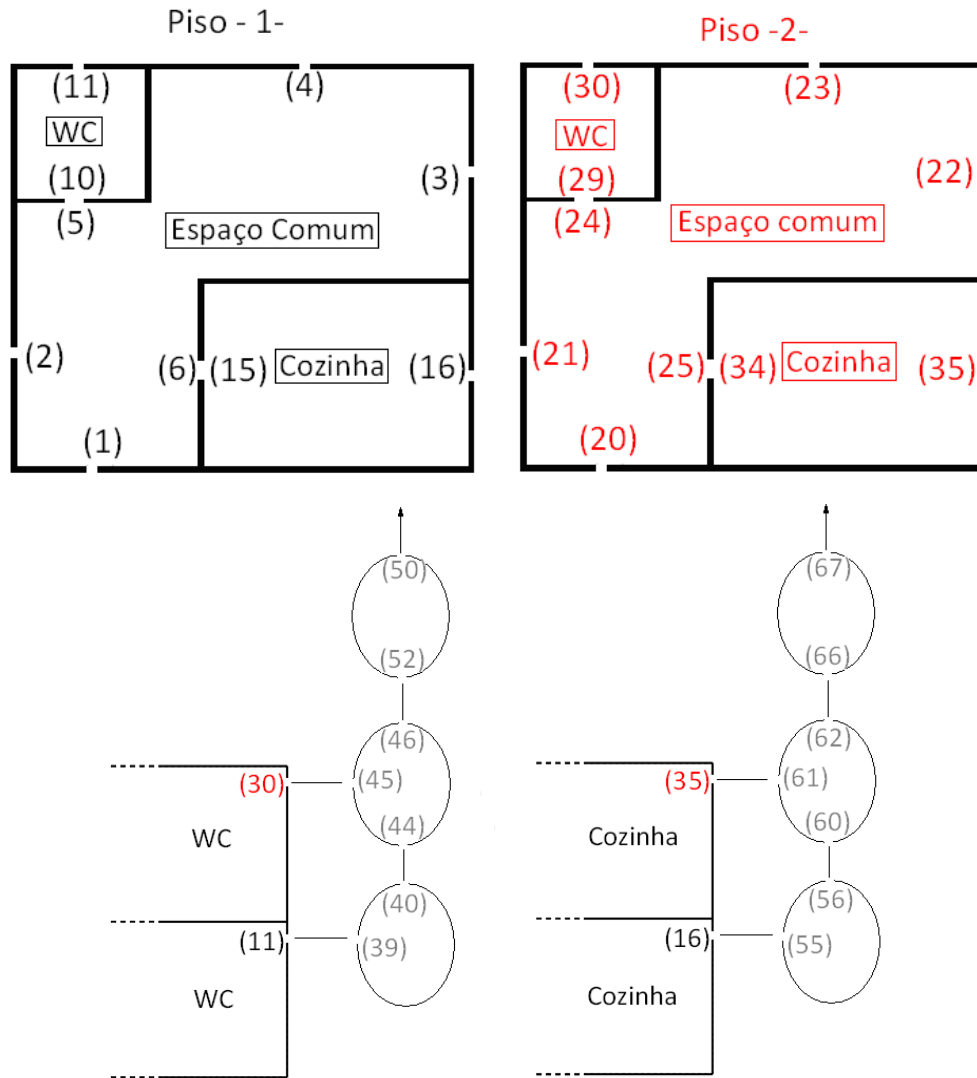 Piso - 1-
(11)
(4)
WC
(10)
(3)
(5)
Espaço Comum
(2)
(6) (15) Cozinha (16)
(1)
Piso -2-
(30)
(23)
WC
(29)
(22)
(24)
Espaço comum
(21)
(25) (34) Cozinha (35)
(20)
(50)
(52)
(46)
(30) (45)
WC
(44)
(40)
(11) (39)
WC
(67)
(66)
(62)
(35) (61)
Cozinha
(60)
(56)
(16) (55)
Cozinha